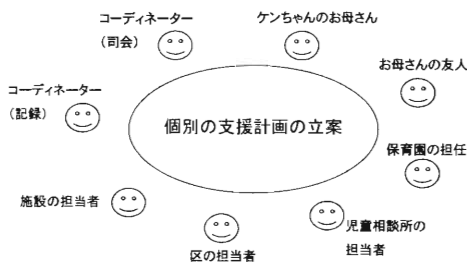 コーディネーター
（司会）
ケンちゃんのお母さん
お母さんの友人
コーディネーター
（記録）
個別の支援計画の立案
保育園の担任
施設の担当者
児童相談所の
担当者
区の担当者